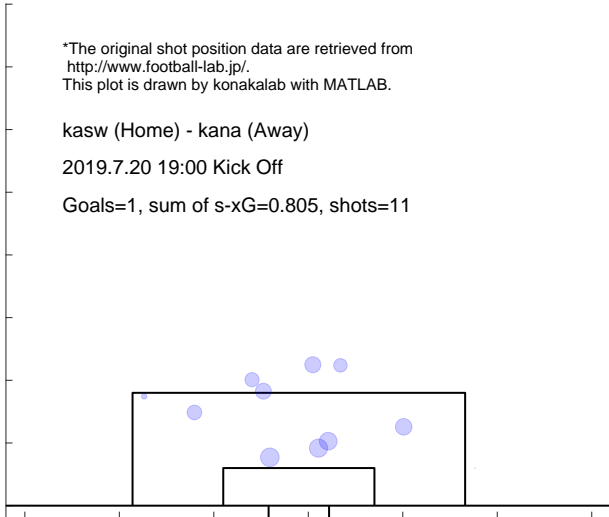 *The original shot position data are retrieved from
http://www.football-lab.jp/.
This plot is drawn by konakalab with MATLAB.
kasw (Home) - kana (Away)
2019.7.20 19:00 Kick Off
Goals=1, sum of s-xG=0.805, shots=11